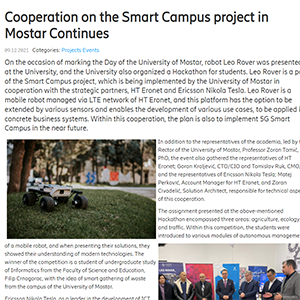 Cooperation on the Smart Campus project in
Mostar Continues
09.12.2021 Categories: Projects Events
On the occasion of marking the Day of the University of Mostar, robot Leo Rover was presented
at the University, and the University also organized a Hackathon for students. Leo Rover is a part
of the Smart Campus project, which is being implemented by the University of Mostar in
cooperation with the strategic partners, HT Eronet and Ericsson Nikola Tesla. Leo Rover is a
mobile robot managed via LTE network of HT Eronet, and this platform has the option to be
extended by various sensors and enables the development of various use cases, to be applied in
concrete business systems. Within this cooperation, the plan is also to implement 5G Smart
Campus in the near future.
In addition to representatives of the academia, led by the
Rector of the University of Mostar, Professor Zoran Tomić,
PhD, the event also gathered the representatives of HT
Eronet; Goran Kraljević, CTO/CIO and Tomislav Ruk, CMO,
and the representatives of Ericsson Nikola Tesla; Matej
Perković, Account Manager for HT Eronet, and Zoran
Cvadelić, Solution Architect, responsible for technical aspect
of this cooperation.
The assignment presented at the above-mentioned
Hackathon encompassed three areas: agriculture, ecology
and traffic. Within this competition, the students were
introduced to various modules of autonomous management
of a mobile robot, and when presenting their solutions, they
showed their understanding of modern technologies. The
winner of the competition is a student of undergraduate study
of Informatics from the Faculty of Science and Education,
Filip Crnogorac, with the idea of smart gathering of waste
from the campus of the University of Mostar.
Ericsson Nikola Tesla, as a leader in the development of ICT